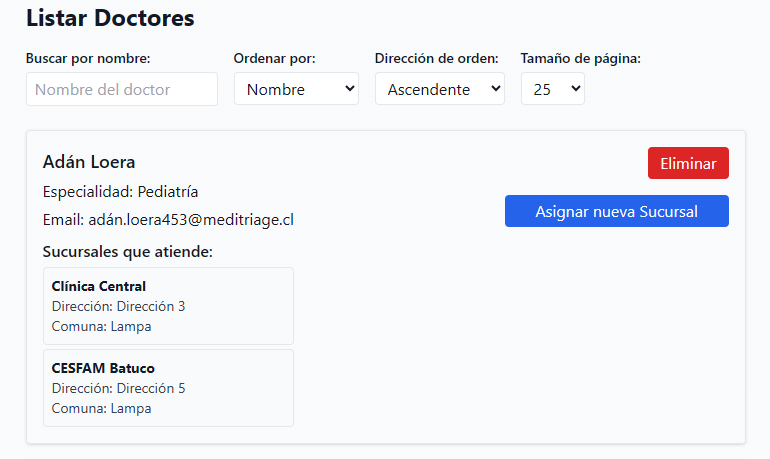 Listar Doctores
Buscar por nombre: Ordenar por: Dirección de orden: Tamaño de página:
Nombre del doctor Nombre Ascendente 25
Adán Loera
Eliminar
Especialidad: Pediatría
Asignar nueva Sucursal
Email: adán.loera453@meditriage.cl
Sucursales que atiende:
Clínica Central
Dirección: Dirección 3
Comuna: Lampa
CESFAM Batuco
Dirección: Dirección 5
Comuna: Lampa